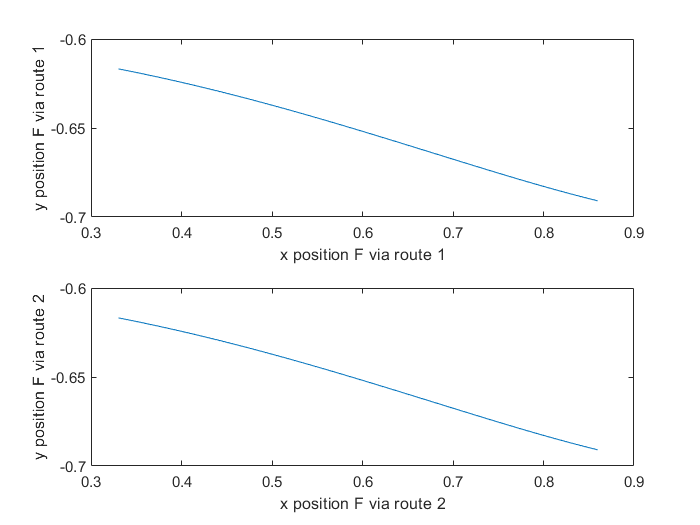 -0.6
-0.65
-0.7
y position F via route 1
0.3 0.4 0.5 0.6 0.7 0.8 0.9
x position F via route 1
-0.6
-0.65
-0.7
y position F via route 2
0.3 0.4 0.5 0.6 0.7 0.8 0.9
x position F via route 2